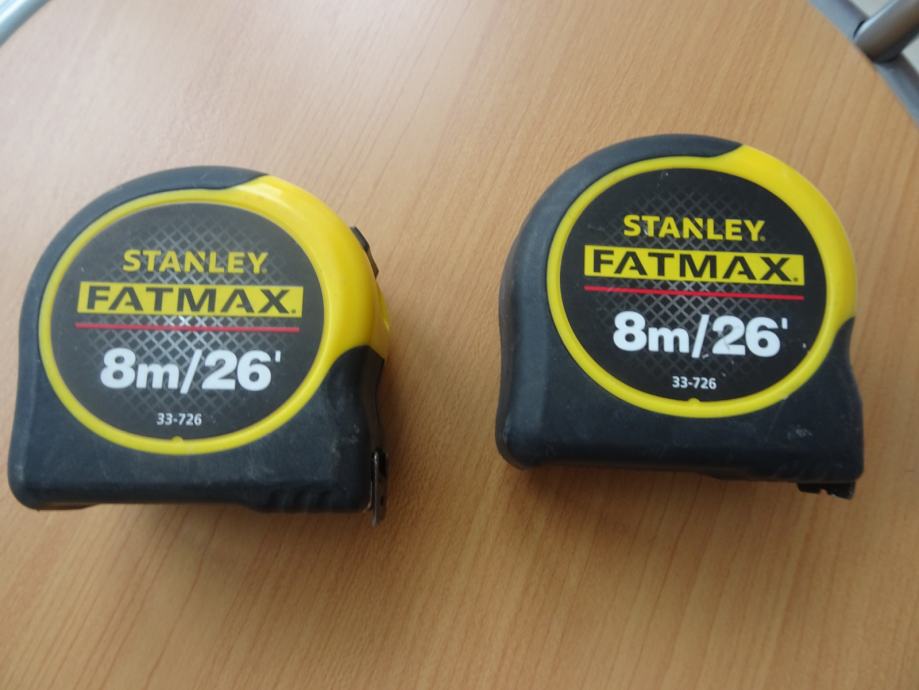 STANLEY.
FATMAX.
8m/26'
33-726
STANLEY.
FATMAX.
8m/26'
33-726